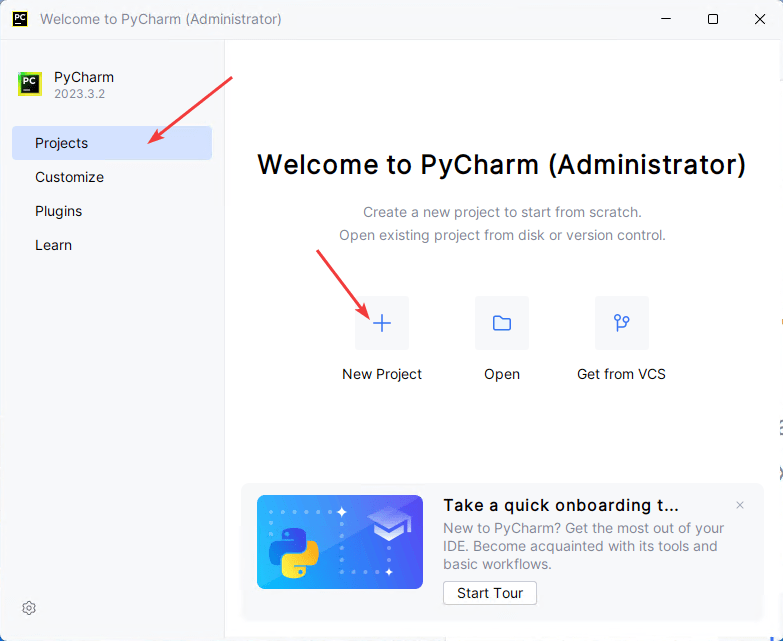 PC Welcome to PyCharm (Administrator)
PC PyCharm
2023.3.2
Projects
Customize
Plugins
Learn
Welcome to PyCharm (Administrator)
Create a new project to start from scratch.
Open existing project from disk or version control.
New Project
Open
Get from VCS
Take a quick onboarding t...
New to PyCharm? Get the most out of your
IDE. Become acquainted with its tools and
basic workflows.
Start Tour